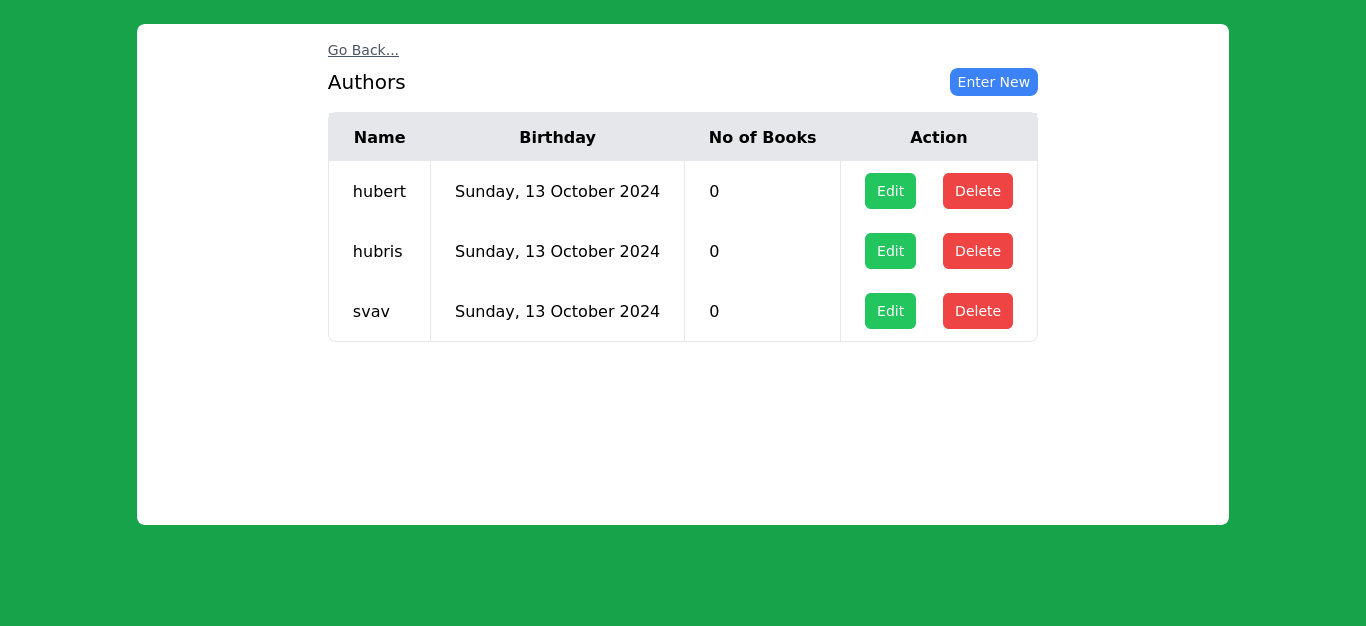 Go Back...
Authors Enter New
Name Birthday No of Books Action
hubert Sunday, 13 October 2024 0 Edit Delete
hubris Sunday, 13 October 2024 0 Edit Delete
svav Sunday, 13 October 2024 0 Edit Delete